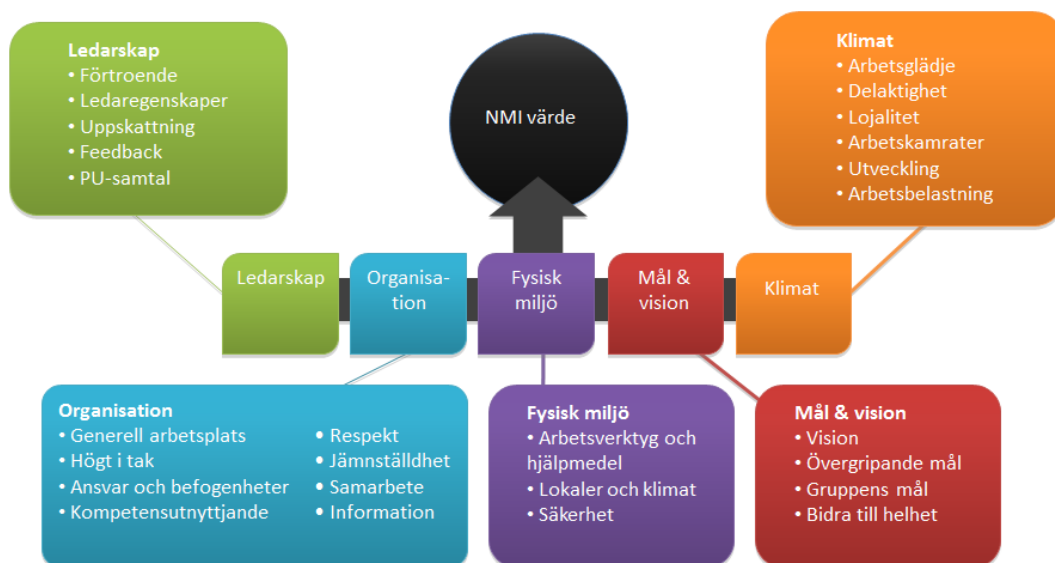 Ledarskap
• Förtroende
• Ledaregenskaper
• Uppskattning
• Feedback
• PU-samtal
NMI värde
Klimat
• Arbetsglädje
• Delaktighet
• Lojalitet
• Arbetskamrater
• Utveckling
• Arbetsbelastning
Ledarskap
Organisa-
tion
Fysisk
miljö
Mål &
vision
Klimat
Organisation
• Generell arbetsplats
• Högt i tak
• Ansvar och befogenheter
• Kompetensutnyttjande
• Respekt
• Jämnställdhet
• Samarbete
• Information
Fysisk miljö
• Arbetsverktyg och
hjälpmedel
• Lokaler och klimat
• Säkerhet
Mål & vision
• Vision
• Övergripande mål
• Gruppens mål
• Bidra till helhet